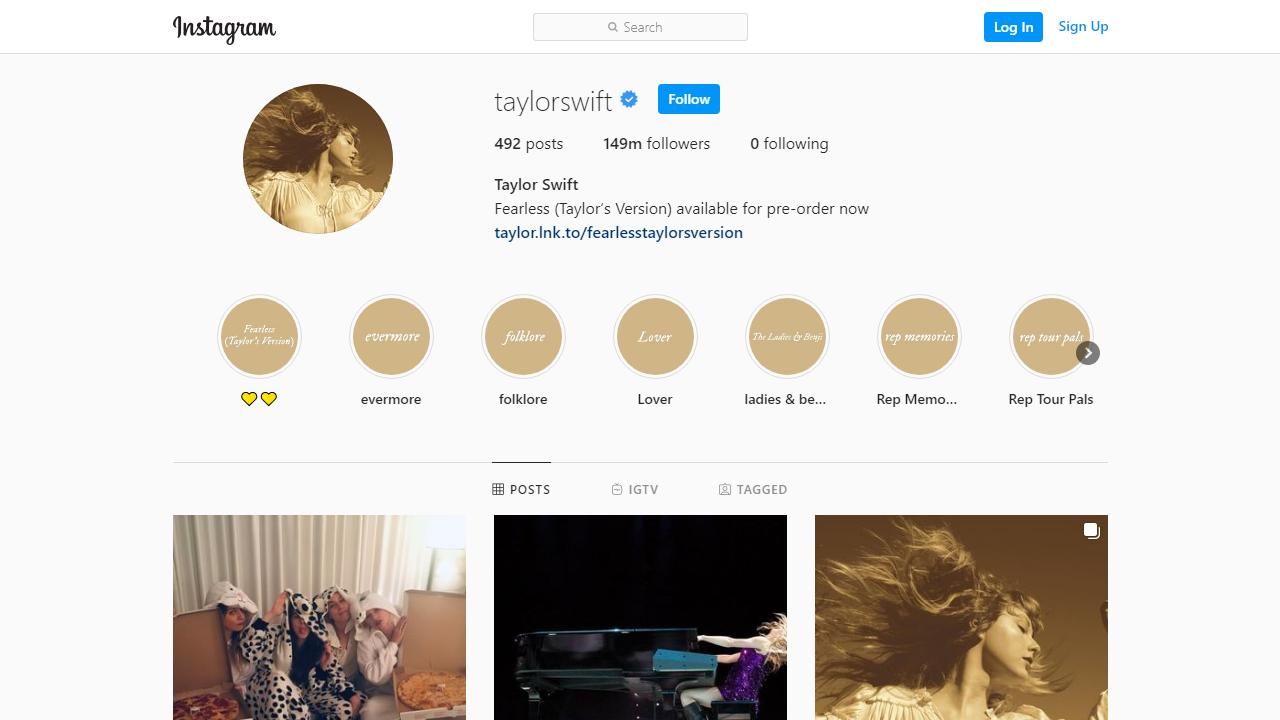 Instagram
Search
Log In
Sign Up
taylorswift
Follow
492 posts
149m followers
0 following
Taylor Swift
Fearless (Taylor’s Version) available for pre-order now
taylor.lnk.to/fearlesstaylorsversion
Fearless
(Taylor's Version)
evermore
folklore
Lover
The Ladies & Benji
rep memories
rep tour pals
evermore
folklore
Lover
ladies & be...
Rep Memo...
Rep Tour Pals
POSTS
IGTV
TAGGED